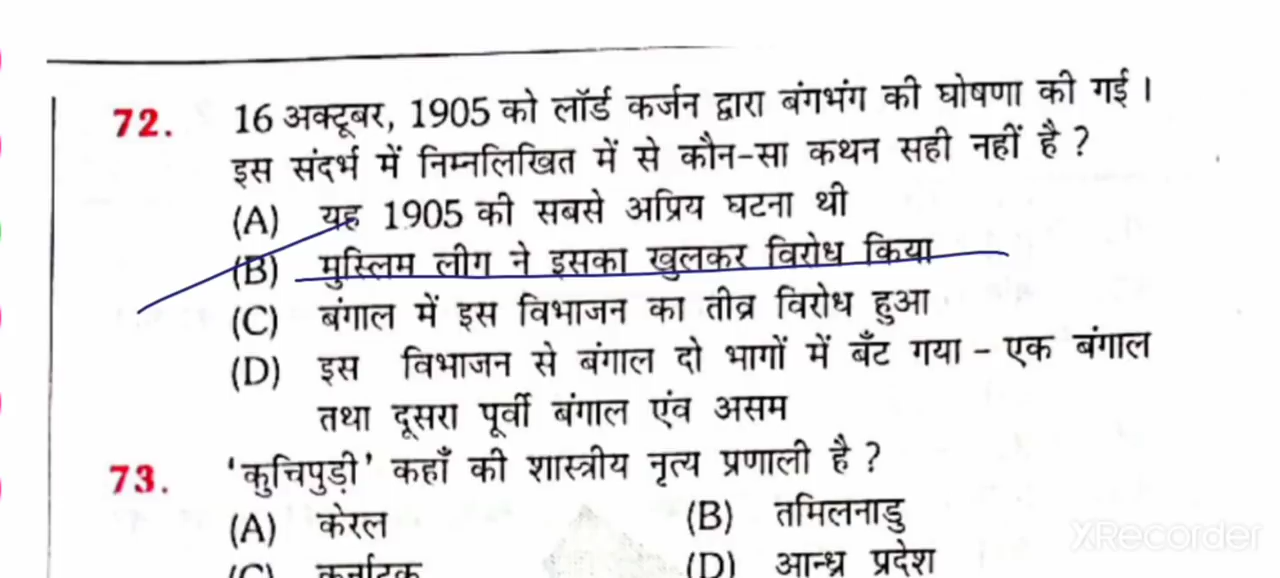 72. 16 अक्टूबर, 1905 को लॉर्ड कर्जन द्वारा बंगभंग की घोषणा की गई ।
इस संदर्भ में निम्नलिखित में से कौन-सा कथन सही नहीं है ?
(A) यह 1905 की सबसे अप्रिय घटना थी
(B) मुस्लिम लीग ने इसका खुलकर विरोध किया
(C) बंगाल में इस विभाजन का तीव्र विरोध हुआ
(D) इस विभाजन से बंगाल दो भागों में बँट गया – एक बंगाल
तथा दूसरा पूर्वी बंगाल एंव असम
73. 'कुचिपुड़ी' कहाँ की शास्त्रीय नृत्य प्रणाली है ?
(A) केरल (B) तमिलनाडु
(C) कर्नाटक (D) आन्ध्र प्रदेश
XRecorder